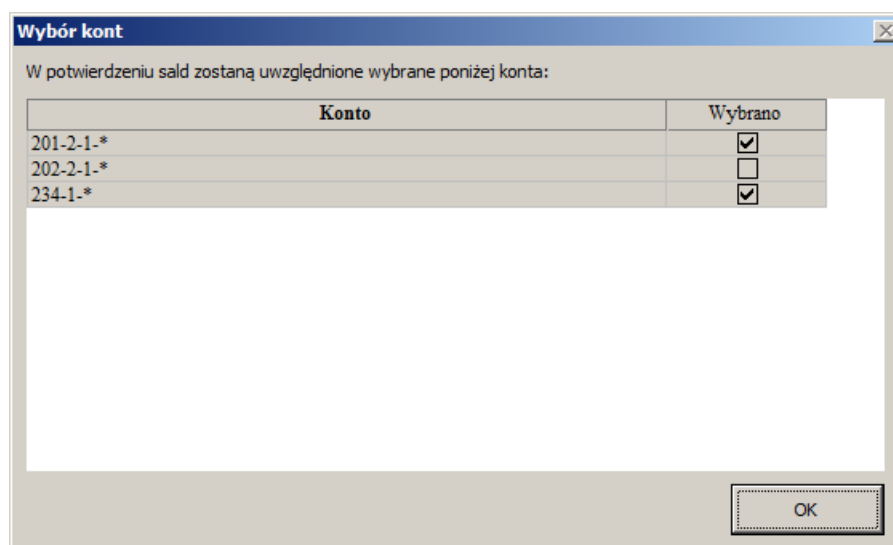 Wybór kont
W potwierdzeniu sald zostaną uwzględnione wybrane poniżej konta:
Konto Wybrano
201-2-1-*
202-2-1-*
234-1-*
OK